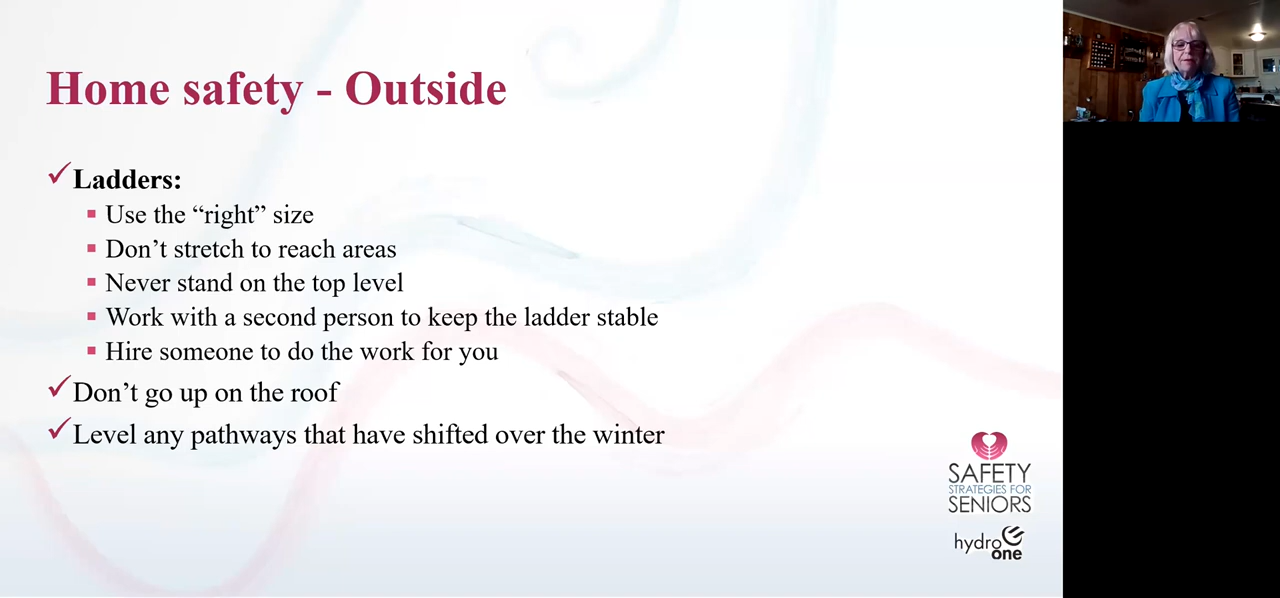 Home safety - Outside
Ladders:
Use the “right” size
Don’t stretch to reach areas
Never stand on the top level
Work with a second person to keep the ladder stable
Hire someone to do the work for you
Don’t go up on the roof
Level any pathways that have shifted over the winter
SAFETY
STRATEGIES FOR
SENIORS
hydro
one